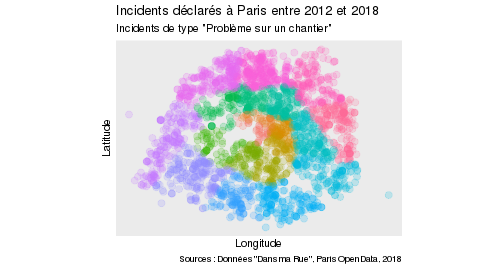 Incidents déclarés à Paris entre 2012 et 2018
Incidents de type "Problème sur un chantier"
Latitude
Longitude
Sources : Données "Dans ma Rue", Paris Open Data, 2018